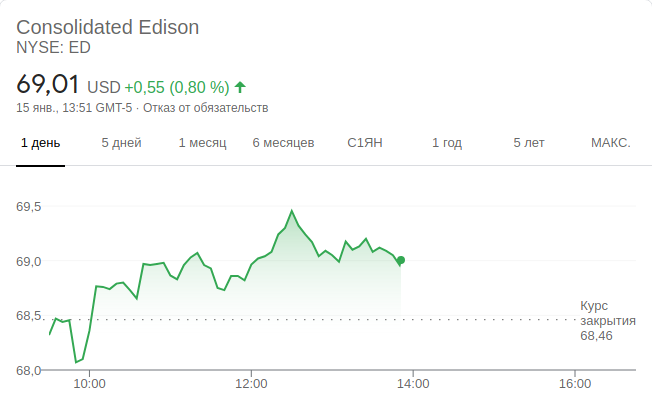 Consolidated Edison
NYSE: ED
69,01 USD +0,55 (0,80 %)
15 янв., 13:51 GMT-5 · Отказ от обязательств
1 день 5 дней 1 месяц 6 месяцев С1ЯН 1 год 5 лет МАКС.
69,5
69,0
68,5
Курс
закрытия
68,46
68,0
10:00 12:00 14:00 16:00